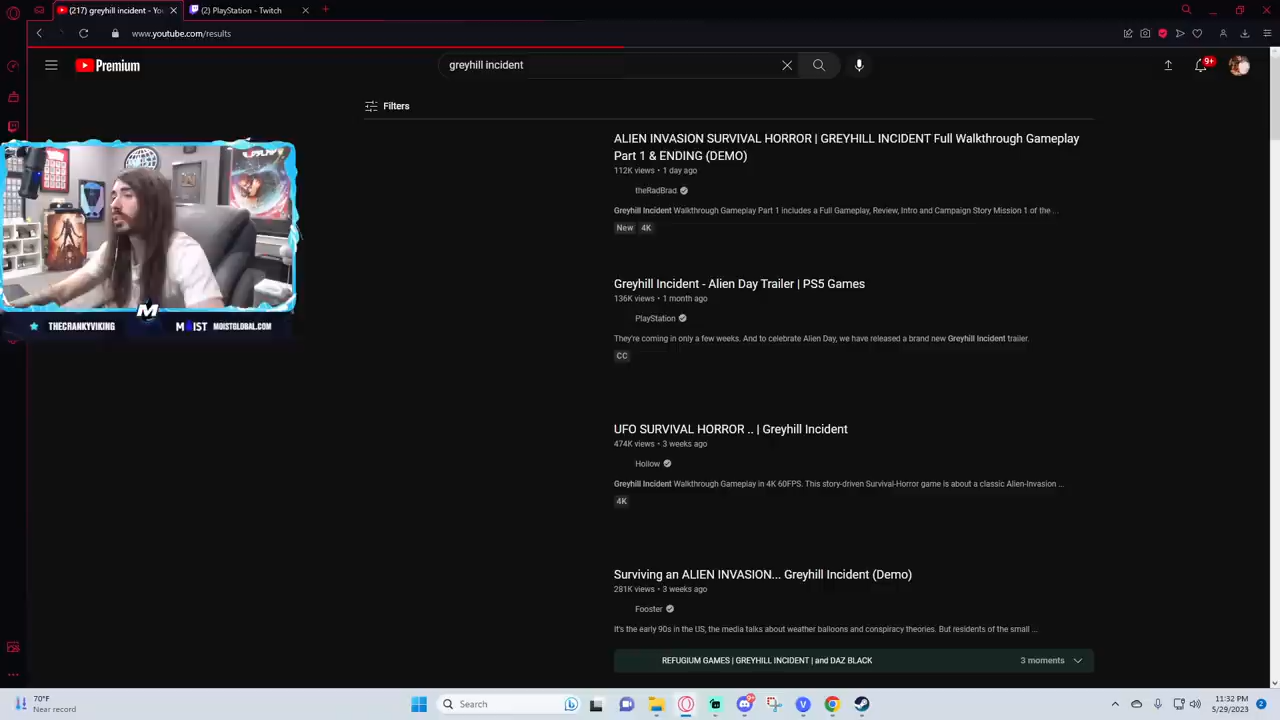 (217) greyhill incident - Yo
(2) PlayStation - Twitch
www.youtube.com/results
Premium
greyhill incident
9+
Filters
ALIEN INVASION SURVIVAL HORROR | GREYHILL INCIDENT Full Walkthrough Gameplay
Part 1 & ENDING (DEMO)
112K views • 1 day ago
theRadBrad
Greyhill Incident Walkthrough Gameplay Part 1 includes a Full Gameplay, Review, Intro and Campaign Story Mission 1 of the ...
New 4K
Greyhill Incident - Alien Day Trailer | PS5 Games
136K views • 1 month ago
PlayStation
They're coming in only a few weeks. And to celebrate Alien Day, we have released a brand new Greyhill Incident trailer.
CC
M
THECRANKYVIKING
MOIST MOISTGLOBAL.COM
UFO SURVIVAL HORROR .. | Greyhill Incident
474K views • 3 weeks ago
Hollow
Greyhill Incident Walkthrough Gameplay in 4K 60FPS. This story-driven Survival-Horror game is about a classic Alien-Invasion ...
4K
Surviving an ALIEN INVASION... Greyhill Incident (Demo)
281K views • 3 weeks ago
Fooster
It's the early 90s in the US, the media talks about weather balloons and conspiracy theories. But residents of the small ...
REFUGIUM GAMES | GREYHILL INCIDENT | and DAZ BLACK
3 moments
70°F
Near record
Search
9+
11:32 PM
5/29/2023
2